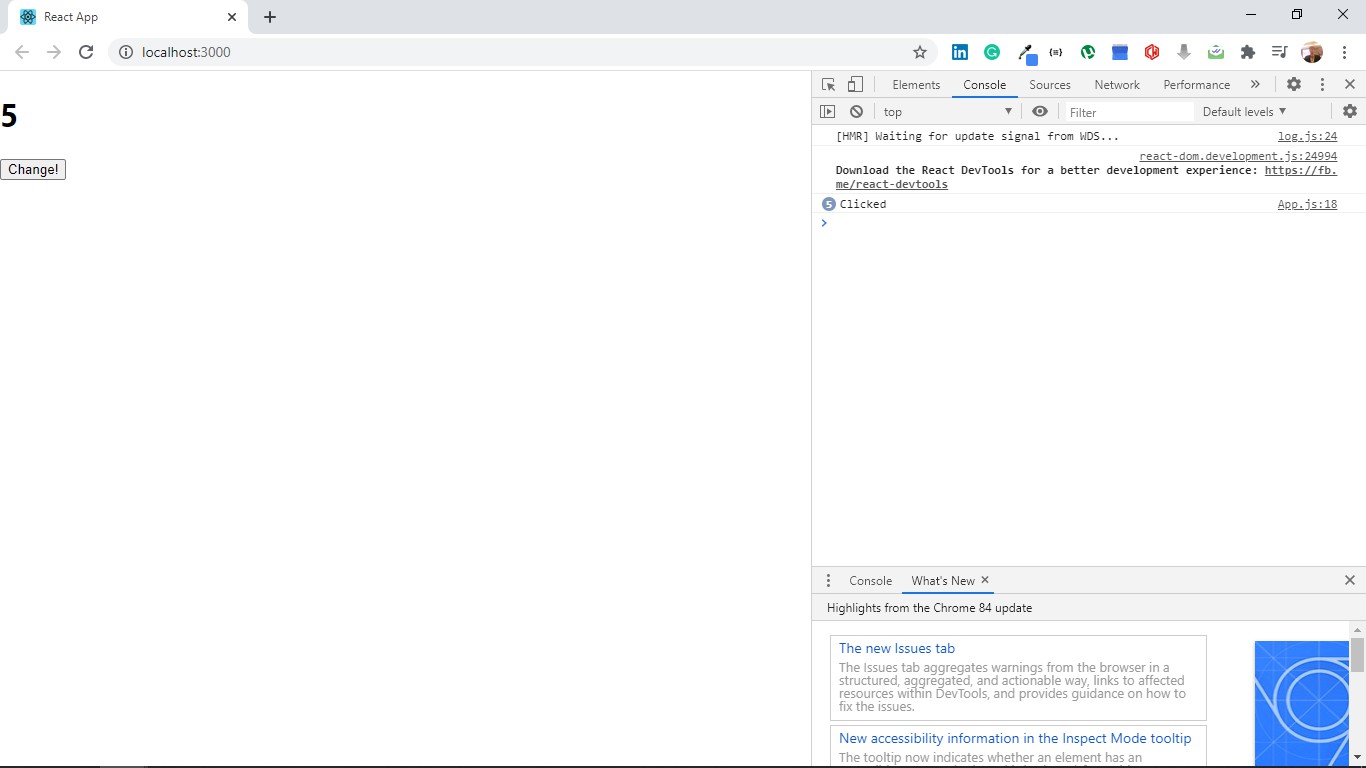 React App
localhost:3000
5
Change!
Elements Console Sources Network Performance
top Filter Default levels
[HMR] Waiting for update signal from WDS... log.js:24
react-dom.development.js:24994
Download the React DevTools for a better development experience: https://fb.
me/react-devtools
5 Clicked App.js:18
Console What's New
Highlights from the Chrome 84 update
The new Issues tab
The Issues tab aggregates warnings from the browser in a
structured, aggregated, and actionable way, links to affected
resources within DevTools, and provides guidance on how to
fix the issues.
New accessibility information in the Inspect Mode tooltip
The tooltip now indicates whether an element has an